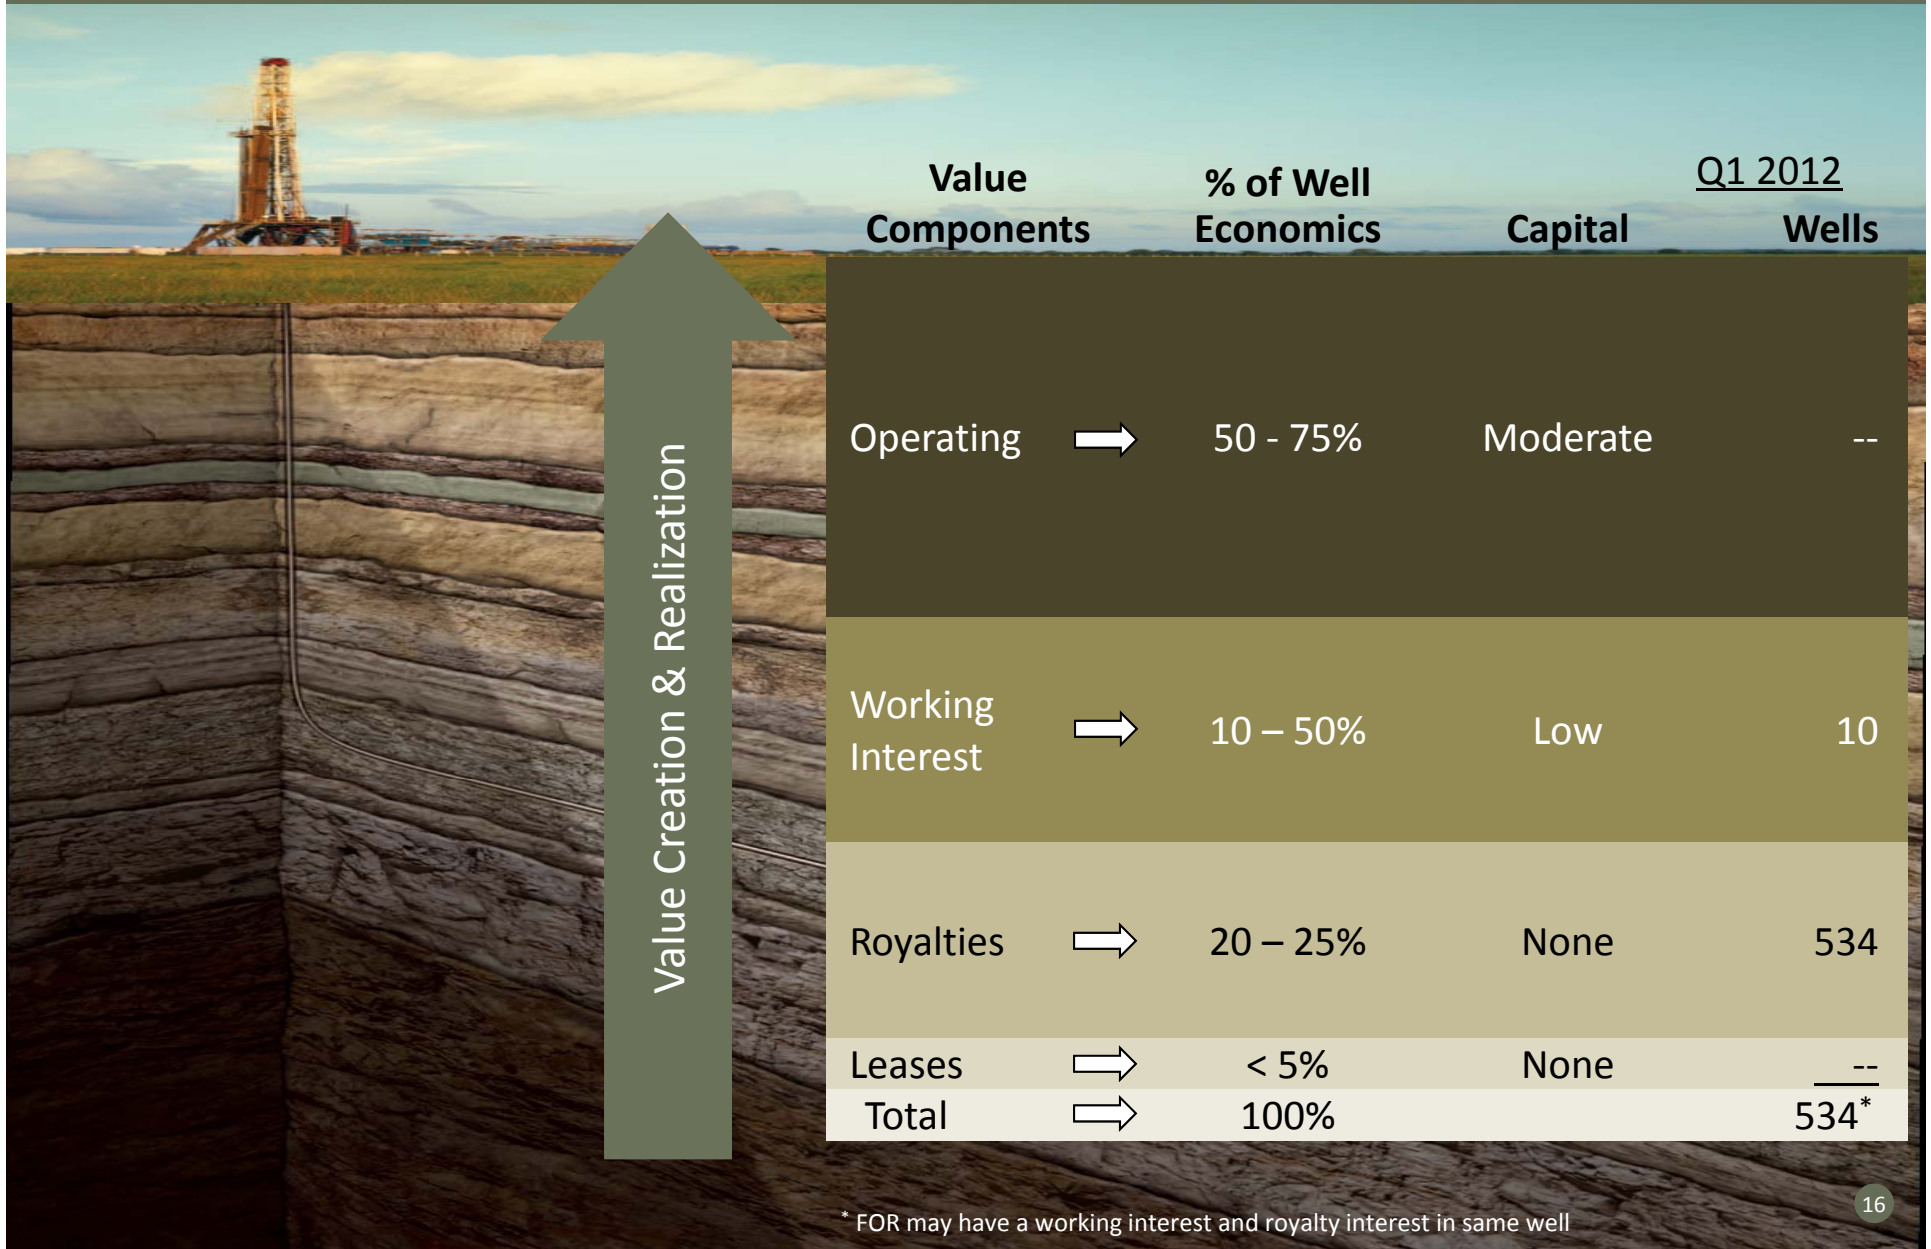 Q1 2012
Value Components % of Well Economics Capital Wells
Value Creation & Realization
Operating 50 - 75% Moderate --
Working Interest 10 – 50% Low 10
Royalties 20 – 25% None 534
Leases < 5% None --
Total 100% 534*
* FOR may have a working interest and royalty interest in same well
16